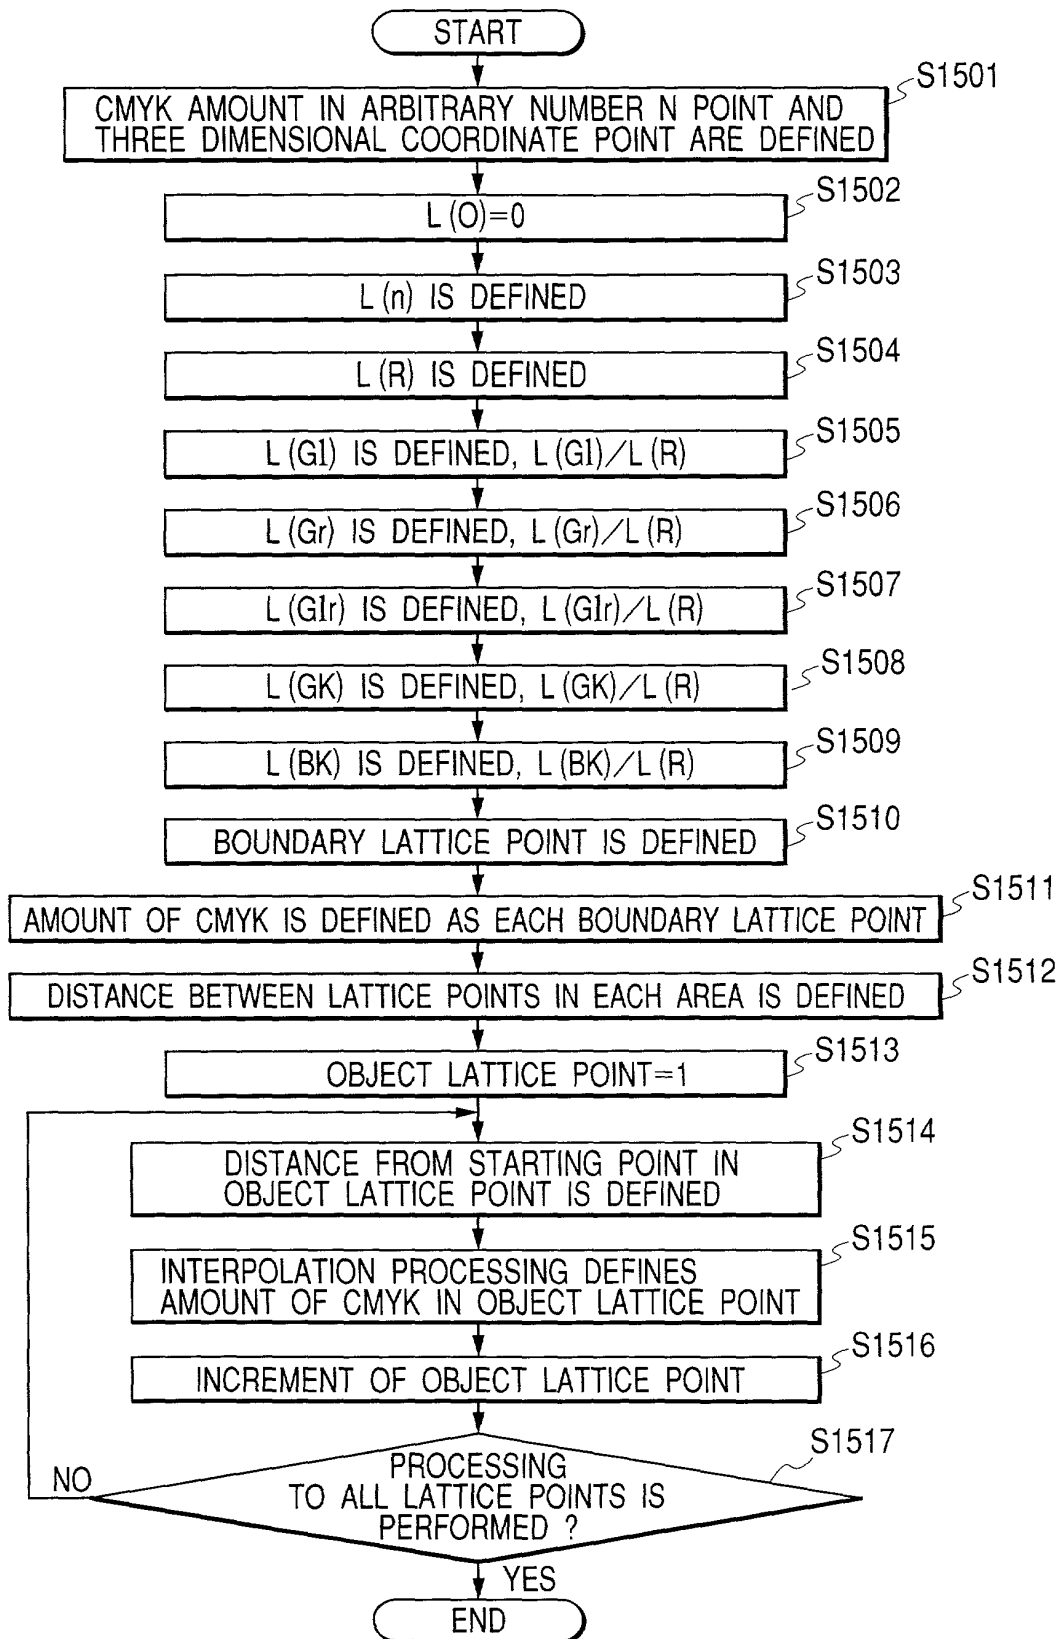 START
S1501
CMYK AMOUNT IN ARBITRARY NUMBER N POINT AND
THREE DIMENSIONAL COORDINATE POINT ARE DEFINED
S1502
L(O)=0
S1503
L(n) IS DEFINED
S1504
L(R) IS DEFINED
S1505
L(Gl) IS DEFINED, L(Gl)/L(R)
S1506
L(Gr) IS DEFINED, L(Gr)/L(R)
S1507
L(Glr) IS DEFINED, L(Glr)/L(R)
S1508
L(GK) IS DEFINED, L(GK)/L(R)
S1509
L(BK) IS DEFINED, L(BK)/L(R)
S1510
BOUNDARY LATTICE POINT IS DEFINED
S1511
AMOUNT OF CMYK IS DEFINED AS EACH BOUNDARY LATTICE POINT
S1512
DISTANCE BETWEEN LATTICE POINTS IN EACH AREA IS DEFINED
S1513
OBJECT LATTICE POINT=1
S1514
DISTANCE FROM STARTING POINT IN
OBJECT LATTICE POINT IS DEFINED
S1515
INTERPOLATION PROCESSING DEFINES
AMOUNT OF CMYK IN OBJECT LATTICE POINT
S1516
INCREMENT OF OBJECT LATTICE POINT
S1517
PROCESSING
TO ALL LATTICE POINTS IS
PERFORMED ?
NO
YES
END